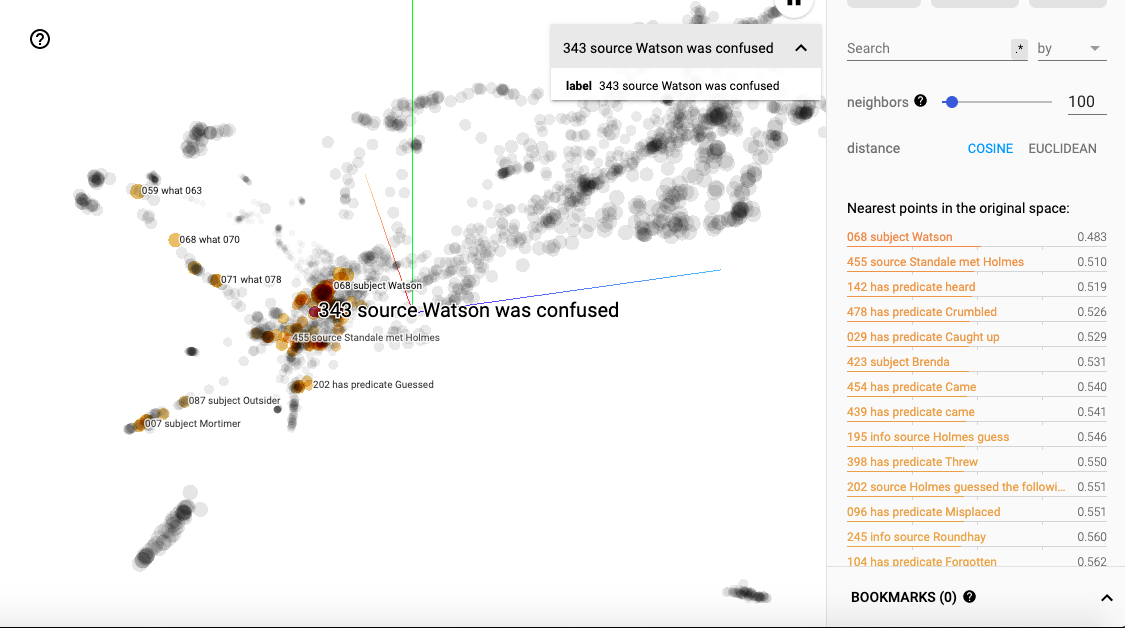 343 source Watson was confused
label 343 source Watson was confused
059 what 063
068 what 070
071 what 078
068 subject Watson
343 source Watson was confused
455 source Standale met Holmes
202 has predicate Guessed
087 subject Outsider
007 subject Mortimer
Search .* by
neighbors 100
distance COSINE EUCLIDEAN
Nearest points in the original space:
068 subject Watson 0.483
455 source Standale met Holmes 0.510
142 has predicate heard 0.519
478 has predicate Crumbled 0.526
029 has predicate Caught up 0.529
423 subject Brenda 0.531
454 has predicate Came 0.540
439 has predicate came 0.541
195 info source Holmes guess 0.546
398 has predicate Threw 0.550
202 source Holmes guessed the followi... 0.551
096 has predicate Misplaced 0.551
245 info source Roundhay 0.560
104 has predicate Forgotten 0.562
BOOKMARKS (0)